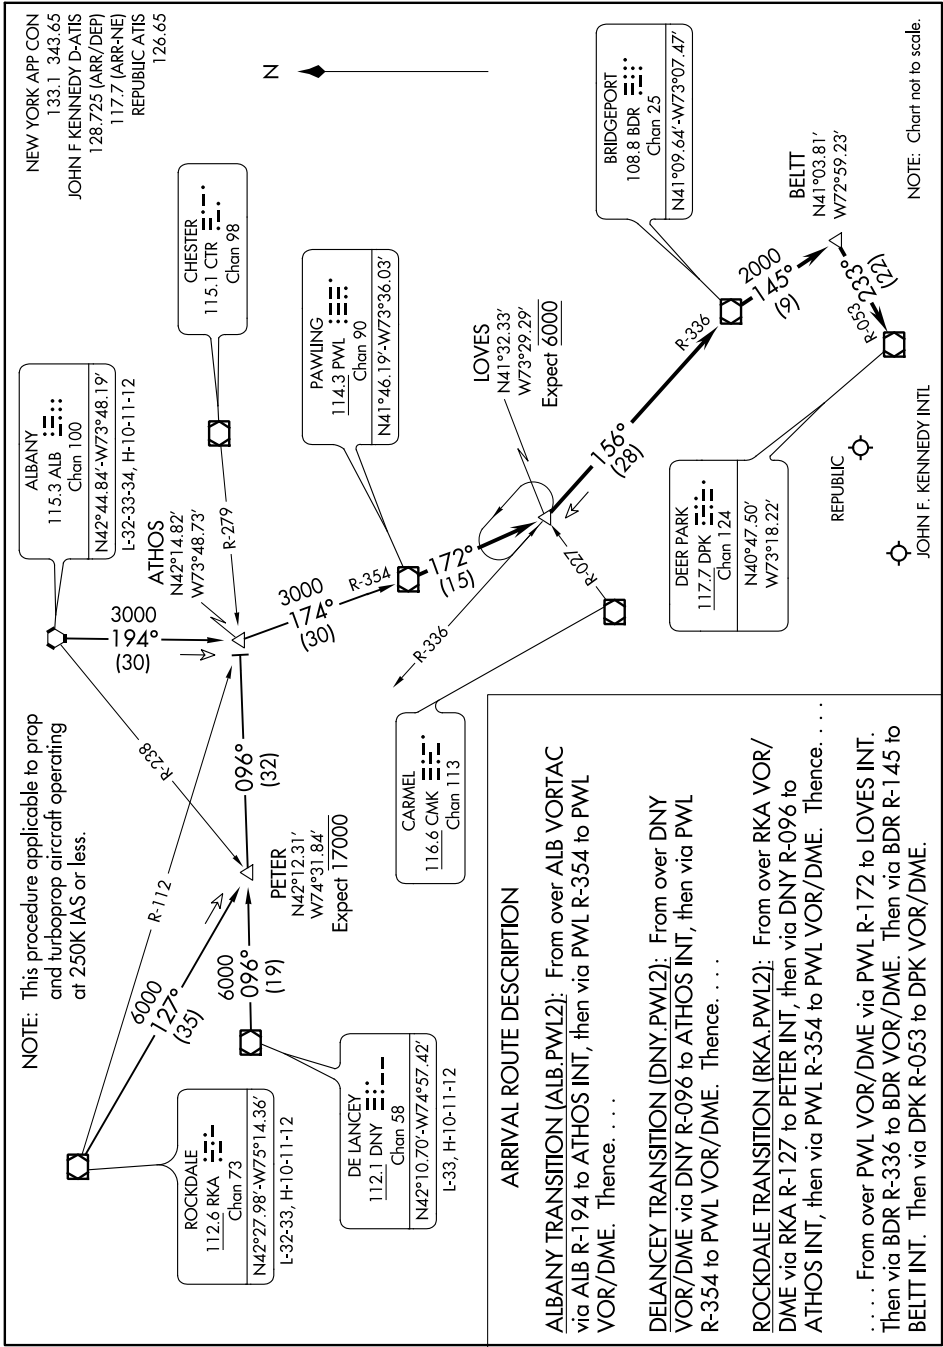 NEW YORK APP CON
133.1 343.65
JOHN F KENNEDY D-ATIS
128.725 (ARR/DEP)
117.7 (ARR-NE)
REPUBLIC ATIS
126.65
NOTE: This procedure applicable to prop
and turboprop aircraft operating
at 250K IAS or less.
N
ALBANY
115.3 ALB
Chan 100
N42°44.84'-W73°48.19'
L-32-33-34, H-10-11-12
CHESTER
115.1 CTR
Chan 98
ROCKDALE
112.6 RKA
Chan 73
N42°27.98'-W75°14.36'
L-32-33, H-10-11-12
6000
127°
(35)
R-112
R-238
3000
194°
(30)
ATHOS
N42°14.82'
W73°48.73'
R-279
DE LANCEY
112.1 DNY
Chan 58
N42°10.70'-W74°57.42'
L-33, H-10-11-12
6000
096°
(19)
PETER
N42°12.31'
W74°31.84'
Expect 17000
096°
(32)
3000
174°
(30)
R-354
PAWLING
114.3 PWL
Chan 90
N41°46.19'-W73°36.03'
172°
(15)
R-336
LOVES
N41°32.33'
W73°29.29'
Expect 6000
CARMEL
116.6 CMK
Chan 113
R-027
156°
(28)
R-336
BRIDGEPORT
108.8 BDR
Chan 25
N41°09.64'-W73°07.47'
2000
145°
(9)
BELTT
N41°03.81'
W72°59.23'
R-053
233°
(22)
DEER PARK
117.7 DPK
Chan 124
N40°47.50'
W73°18.22'
REPUBLIC
JOHN F. KENNEDY INTL
NOTE: Chart not to scale.
ARRIVAL ROUTE DESCRIPTION
ALBANY TRANSITION (ALB.PWL2): From over ALB VORTAC
via ALB R-194 to ATHOS INT, then via PWL R-354 to PWL
VOR/DME. Thence. . . .
DELANCEY TRANSITION (DNY.PWL2): From over DNY
VOR/DME via DNY R-096 to ATHOS INT, then via PWL
R-354 to PWL VOR/DME. Thence. . . .
ROCKDALE TRANSITION (RKA.PWL2): From over RKA VOR/
DME via RKA R-127 to PETER INT, then via DNY R-096 to
ATHOS INT, then via PWL R-354 to PWL VOR/DME. Thence. . . .
. . . . From over PWL VOR/DME via PWL R-172 to LOVES INT.
Then via BDR R-336 to BDR VOR/DME. Then via BDR R-145 to
BELTT INT. Then via DPK R-053 to DPK VOR/DME.